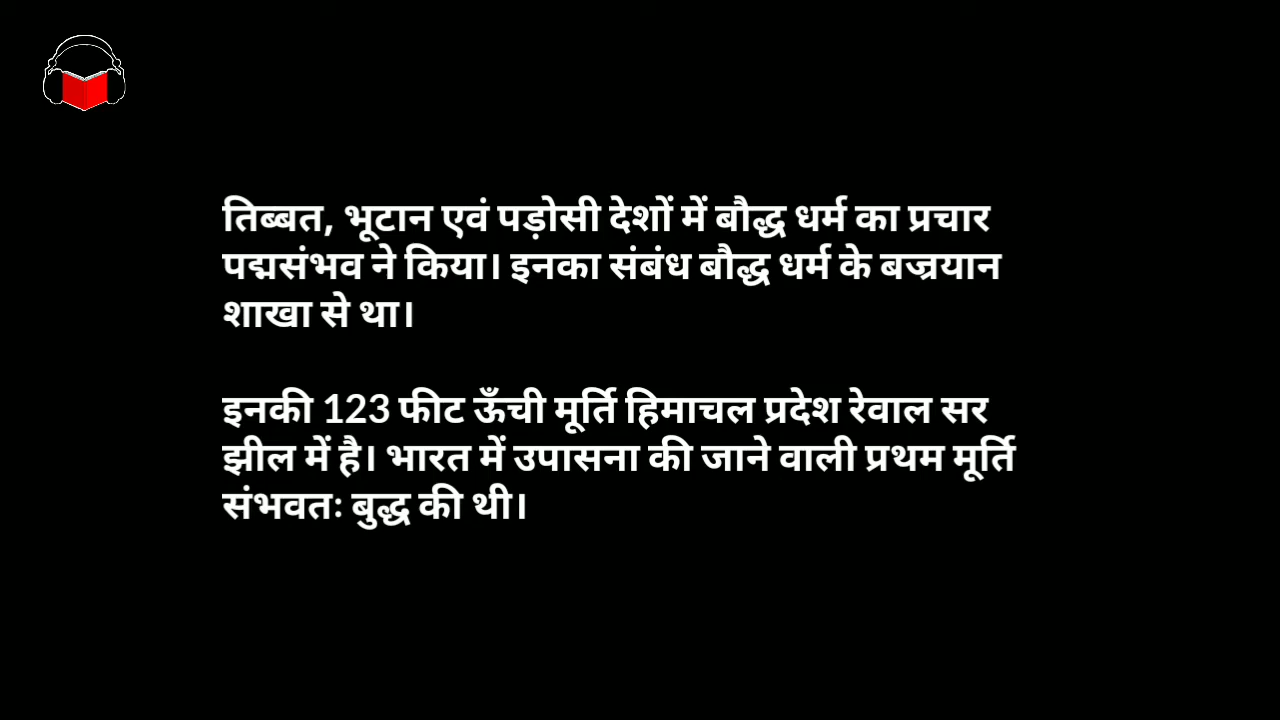 तिब्बत, भूटान एवं पड़ोसी देशों में बौद्ध धर्म का प्रचार
पद्मसंभव ने किया। इनका संबंध बौद्ध धर्म के बज्रयान
शाखा से था।
इनकी 123 फीट ऊँची मूर्ति हिमाचल प्रदेश रेवाल सर
झील में है। भारत में उपासना की जाने वाली प्रथम मूर्ति
संभवतः बुद्ध की थी।